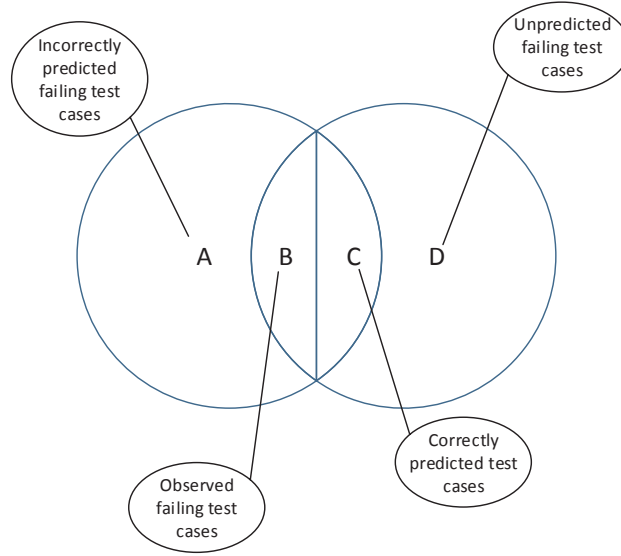 Incorrectly
predicted
failing test
cases
Unpredicted
failing test
cases
A
B
C
D
Observed
failing test
cases
Correctly
predicted test
cases